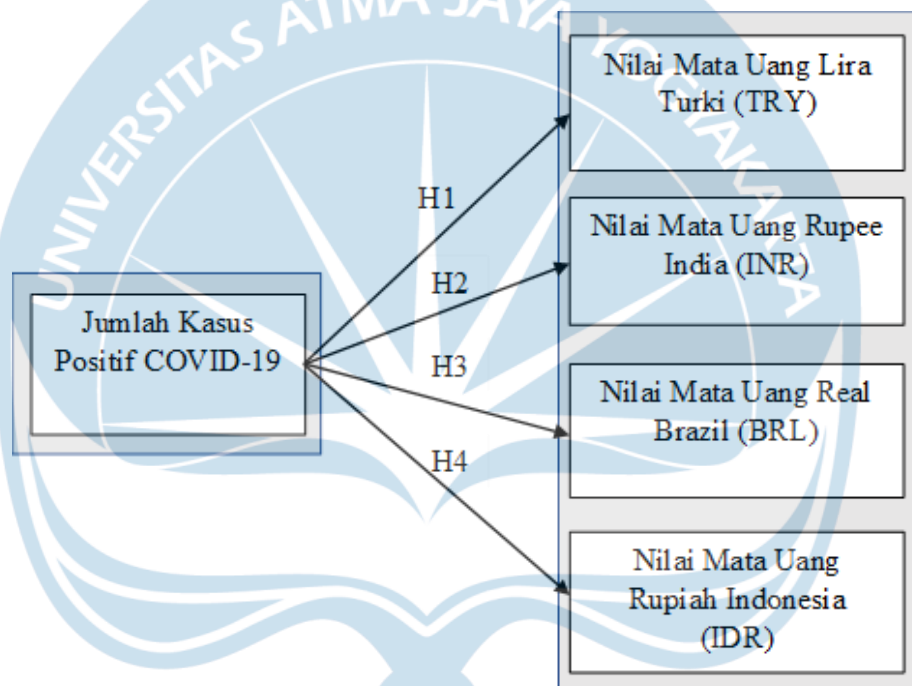 UNIVERSITAS ATMA JAYA YOGYAKARTA
Nilai Mata Uang Lira
Turki (TRY)
H1
Nilai Mata Uang Rupee
India (INR)
H2
Jumlah Kasus
Positif COVID-19
H3
Nilai Mata Uang Real
Brazil (BRL)
H4
Nilai Mata Uang
Rupiah Indonesia
(IDR)